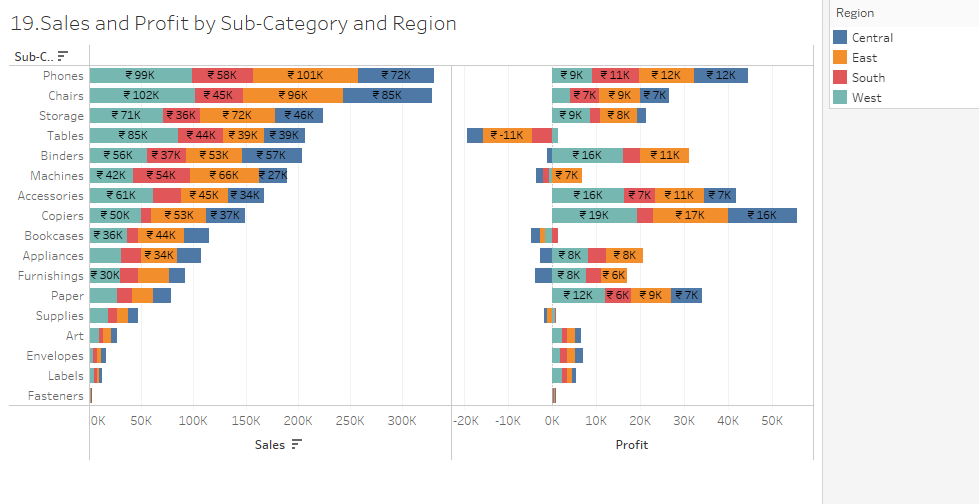 19.Sales and Profit by Sub-Category and Region
Region
Central
East
South
West
Sub-C..
Phones ₹ 99K ₹ 58K ₹ 101K ₹ 72K ₹ 9K ₹ 11K ₹ 12K ₹ 12K
Chairs ₹ 102K ₹ 45K ₹ 96K ₹ 85K ₹ 7K ₹ 9K ₹ 7K
Storage ₹ 71K ₹ 36K ₹ 72K ₹ 46K ₹ 9K ₹ 8K
Tables ₹ 85K ₹ 44K ₹ 39K ₹ 39K ₹ -11K
Binders ₹ 56K ₹ 37K ₹ 53K ₹ 57K ₹ 16K ₹ 11K
Machines ₹ 42K ₹ 54K ₹ 66K ₹ 27K ₹ 7K
Accessories ₹ 61K ₹ 45K ₹ 34K ₹ 16K ₹ 7K ₹ 11K ₹ 7K
Copiers ₹ 50K ₹ 53K ₹ 37K ₹ 19K ₹ 17K ₹ 16K
Bookcases ₹ 36K ₹ 44K
Appliances ₹ 34K ₹ 8K ₹ 8K
Furnishings ₹ 30K ₹ 8K ₹ 6K
Paper ₹ 12K ₹ 6K ₹ 9K ₹ 7K
Supplies
Art
Envelopes
Labels
Fasteners
0K 50K 100K 150K 200K 250K 300K -20K -10K 0K 10K 20K 30K 40K 50K
Sales Profit